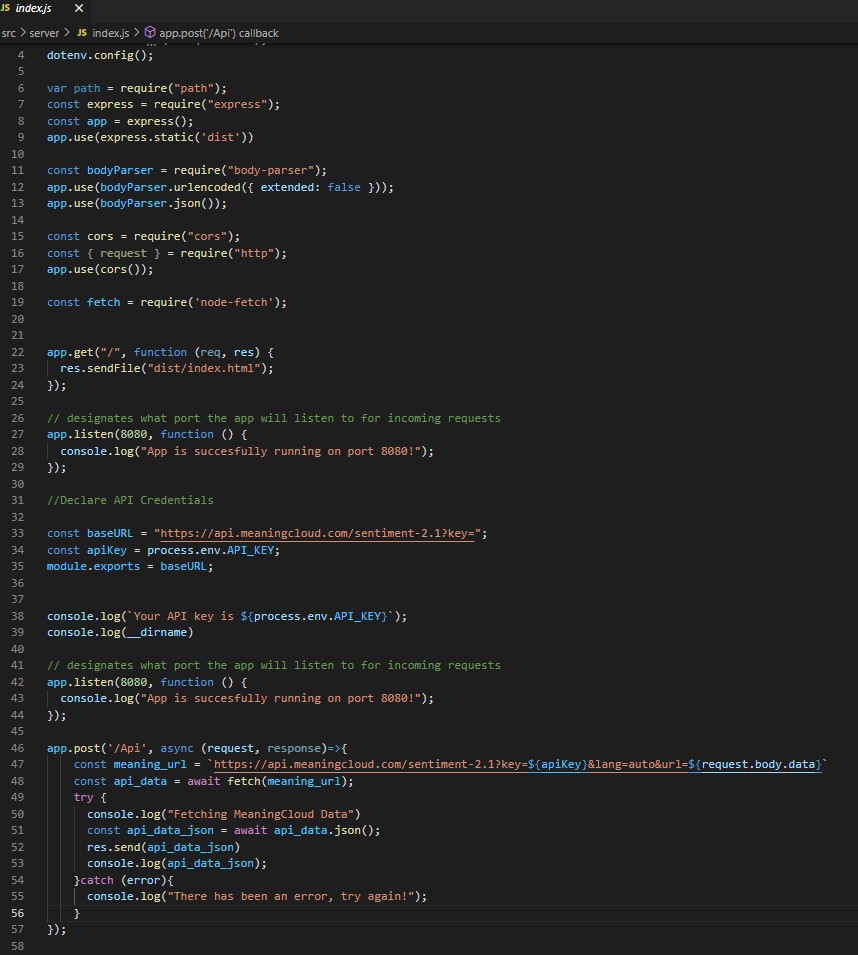 JS index.js ×
src > server > JS index.js > app.post('/Api') callback
4 dotenv.config();
5
6 var path = require("path");
7 const express = require("express");
8 const app = express();
9 app.use(express.static('dist'))
10
11 const bodyParser = require("body-parser");
12 app.use(bodyParser.urlencoded({ extended: false }));
13 app.use(bodyParser.json());
14
15 const cors = require("cors");
16 const { request } = require("http");
17 app.use(cors());
18
19 const fetch = require('node-fetch');
20
21
22 app.get("/", function (req, res) {
23 res.sendFile("dist/index.html");
24 });
25
26 // designates what port the app will listen to for incoming requests
27 app.listen(8080, function () {
28 console.log("App is succesfully running on port 8080!");
29 });
30
31 //Declare API Credentials
32
33 const baseURL = "https://api.meaningcloud.com/sentiment-2.1?key=";
34 const apiKey = process.env.API_KEY;
35 module.exports = baseURL;
36
37
38 console.log(`Your API key is ${process.env.API_KEY}`);
39 console.log(__dirname)
40
41 // designates what port the app will listen to for incoming requests
42 app.listen(8080, function () {
43 console.log("App is succesfully running on port 8080!");
44 });
45
46 app.post('/Api', async (request, response)=>{
47 const meaning_url = `https://api.meaningcloud.com/sentiment-2.1?key=${apiKey}&lang=auto&url=${request.body.data}`
48 const api_data = await fetch(meaning_url);
49 try {
50 console.log("Fetching MeaningCloud Data")
51 const api_data_json = await api_data.json();
52 res.send(api_data_json)
53 console.log(api_data_json);
54 }catch (error){
55 console.log("There has been an error, try again!");
56 }
57 });
58